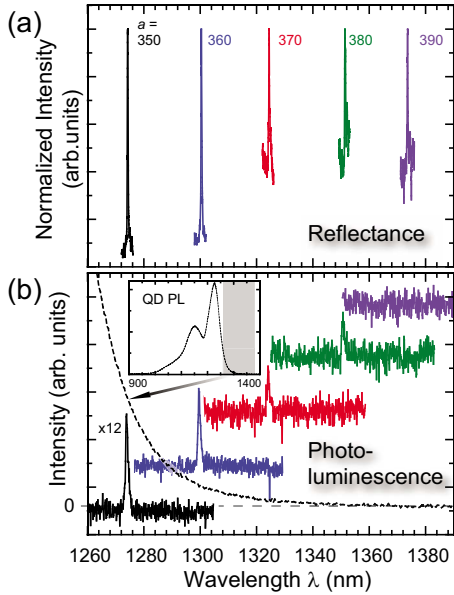 (a)
a =
350
360
370
380
390
Normalized Intensity
(arb.units)
Reflectance
(b)
QD PL
900
1400
x12
Intensity (arb. units)
0
Photo-
luminescence
1260 1280 1300 1320 1340 1360 1380
Wavelength λ (nm)